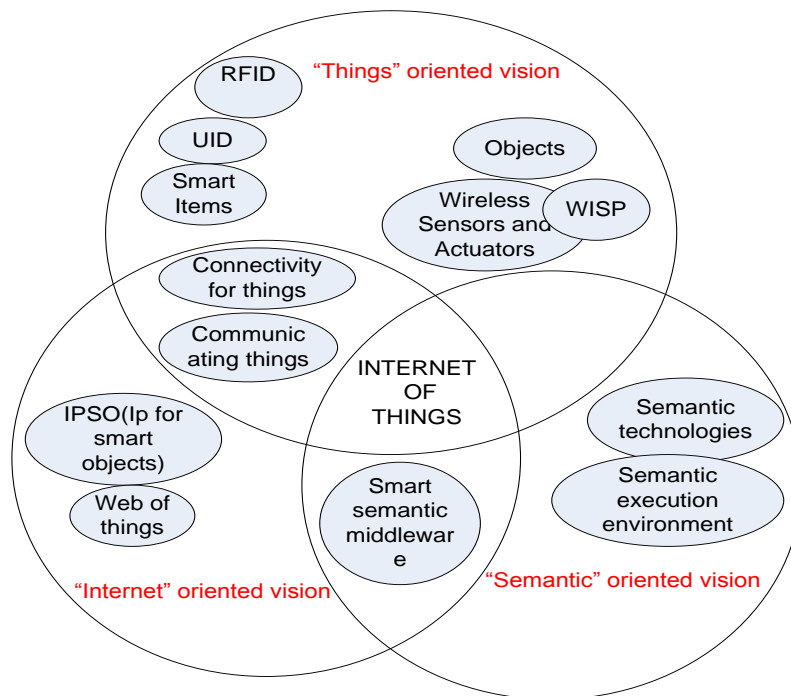 RFID
“Things” oriented vision
UID
Smart
Items
Objects
Wireless
Sensors and
Actuators
WISP
Connectivity
for things
Communic
ating things
INTERNET
OF
THINGS
IPSO(Ip for
smart
objects)
Web of
things
Semantic
technologies
Semantic
execution
environment
Smart
semantic
middlewar
e
“Internet” oriented vision
“Semantic” oriented vision